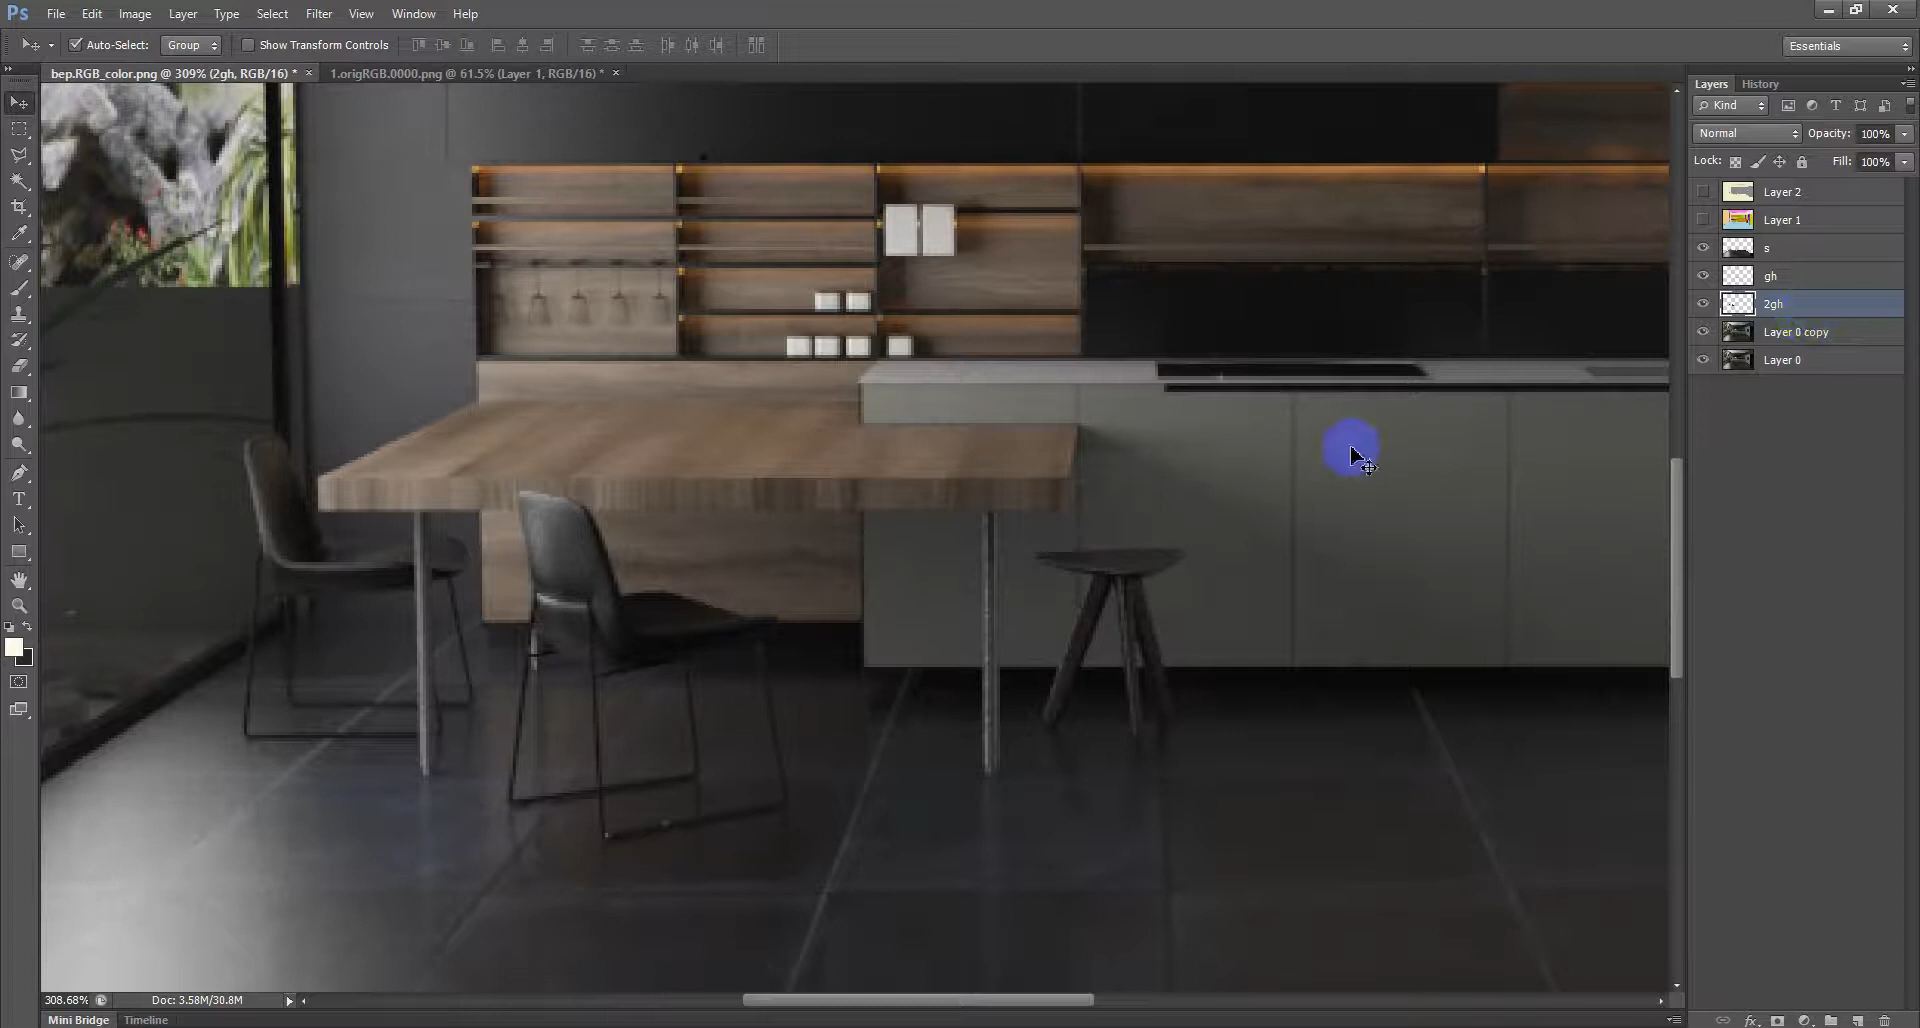 Ps File Edit Image Layer Type Select Filter View Window Help
Auto-Select: Group Show Transform Controls Essentials
bep.RGB_color.png @ 309% (2gh, RGB/16) * × 1.origRGB.0000.png @ 61.5% (Layer 1, RGB/16) * ×
Layers History
Kind
Normal Opacity: 100%
Lock: Fill: 100%
Layer 2
Layer 1
s
gh
2gh
Layer 0 copy
Layer 0
308.68% Doc: 3.58M/30.8M
Mini Bridge Timeline